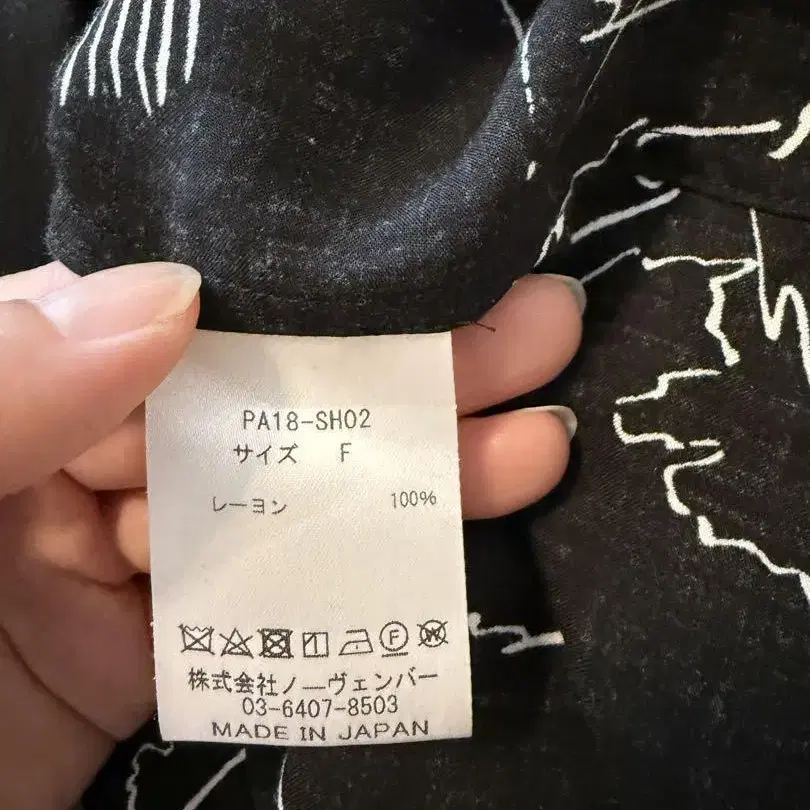 PA18-SH02
サイズ F
レーヨン 100%
F W
株式会社ノーヴェンバー
03-6407-8503
MADE IN JAPAN